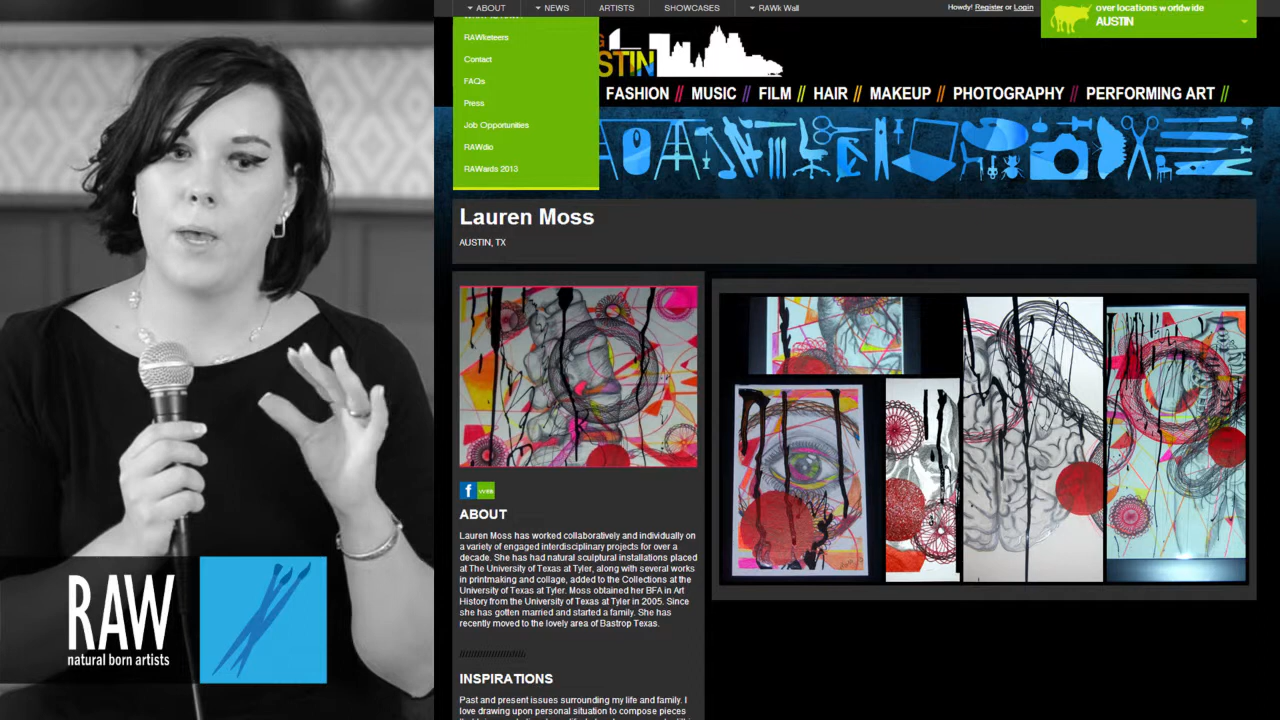 ABOUT
NEWS
ARTISTS
SHOWCASES
RAWk Wall
Howdy! Register or Login
over locations worldwide
AUSTIN
RAWketeers
Contact
FAQs
Press
Job Opportunities
RAWdio
RAWards 2013
STIN
FASHION // MUSIC // FILM // HAIR // MAKEUP // PHOTOGRAPHY // PERFORMING ART //
Lauren Moss
AUSTIN, TX
f
WEB
ABOUT
Lauren Moss has worked collaboratively and individually on
a variety of engaged interdisciplinary projects for over a
decade. She has had natural sculptural installations placed
at The University of Texas at Tyler, along with several works
in printmaking and collage, added to the Collections at the
University of Texas at Tyler. Moss obtained her BFA in Art
History from the University of Texas at Tyler in 2005. Since
she has gotten married and started a family. She has
recently moved to the lovely area of Bastrop Texas.
INSPIRATIONS
Past and present issues surrounding my life and family. I
love drawing upon personal situation to compose pieces
RAW
natural born artists